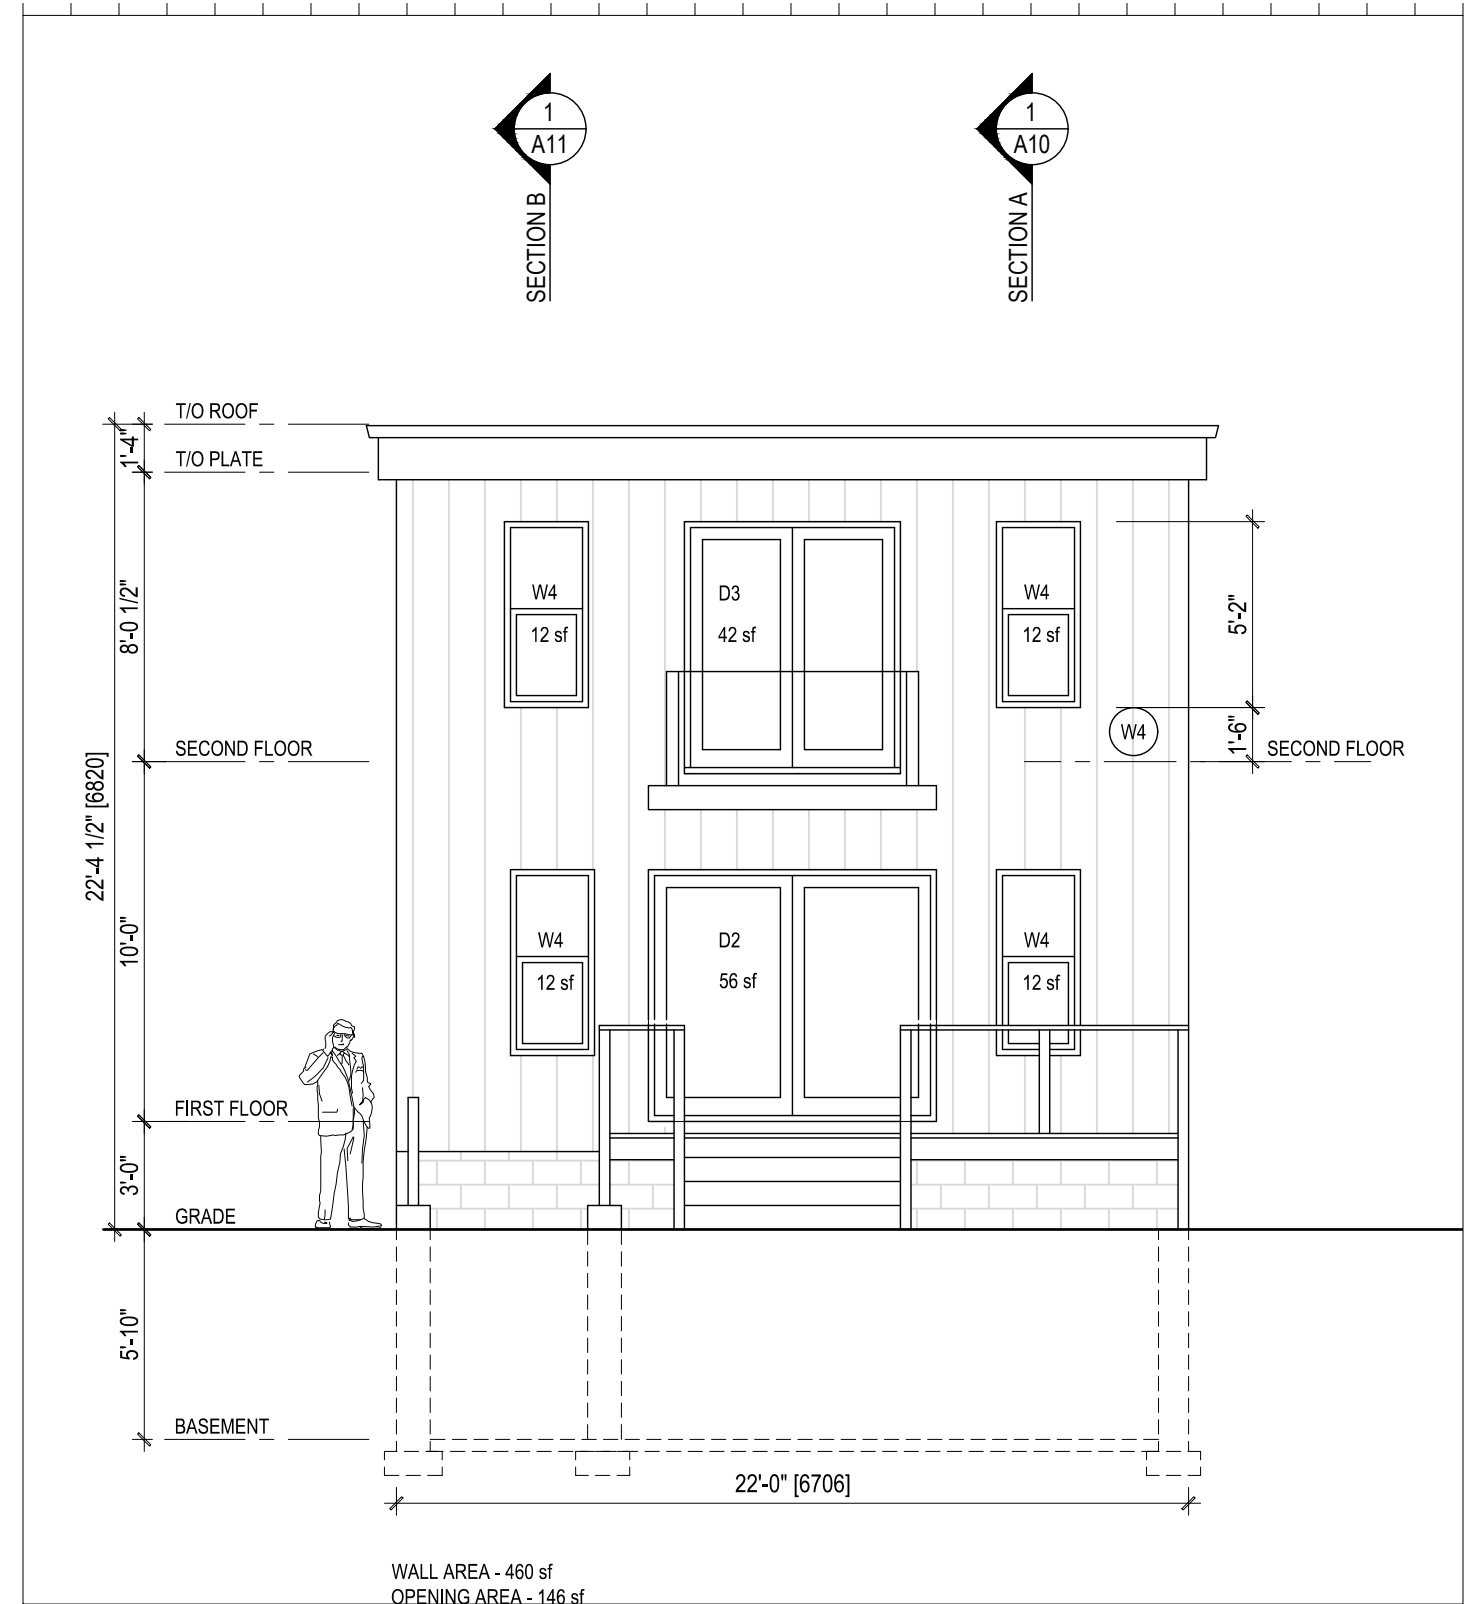 1
A11
SECTION B
1
A10
SECTION A
T/O ROOF
1'-4"
T/O PLATE
8'-0 1/2"
W4
12 sf
D3
42 sf
W4
12 sf
5'-2"
W4
1'-6"
SECOND FLOOR
SECOND FLOOR
22'-4 1/2" [6820]
10'-0"
W4
12 sf
D2
56 sf
W4
12 sf
FIRST FLOOR
3'-0"
GRADE
5'-10"
BASEMENT
22'-0" [6706]
WALL AREA - 460 sf
OPENING AREA - 146 sf